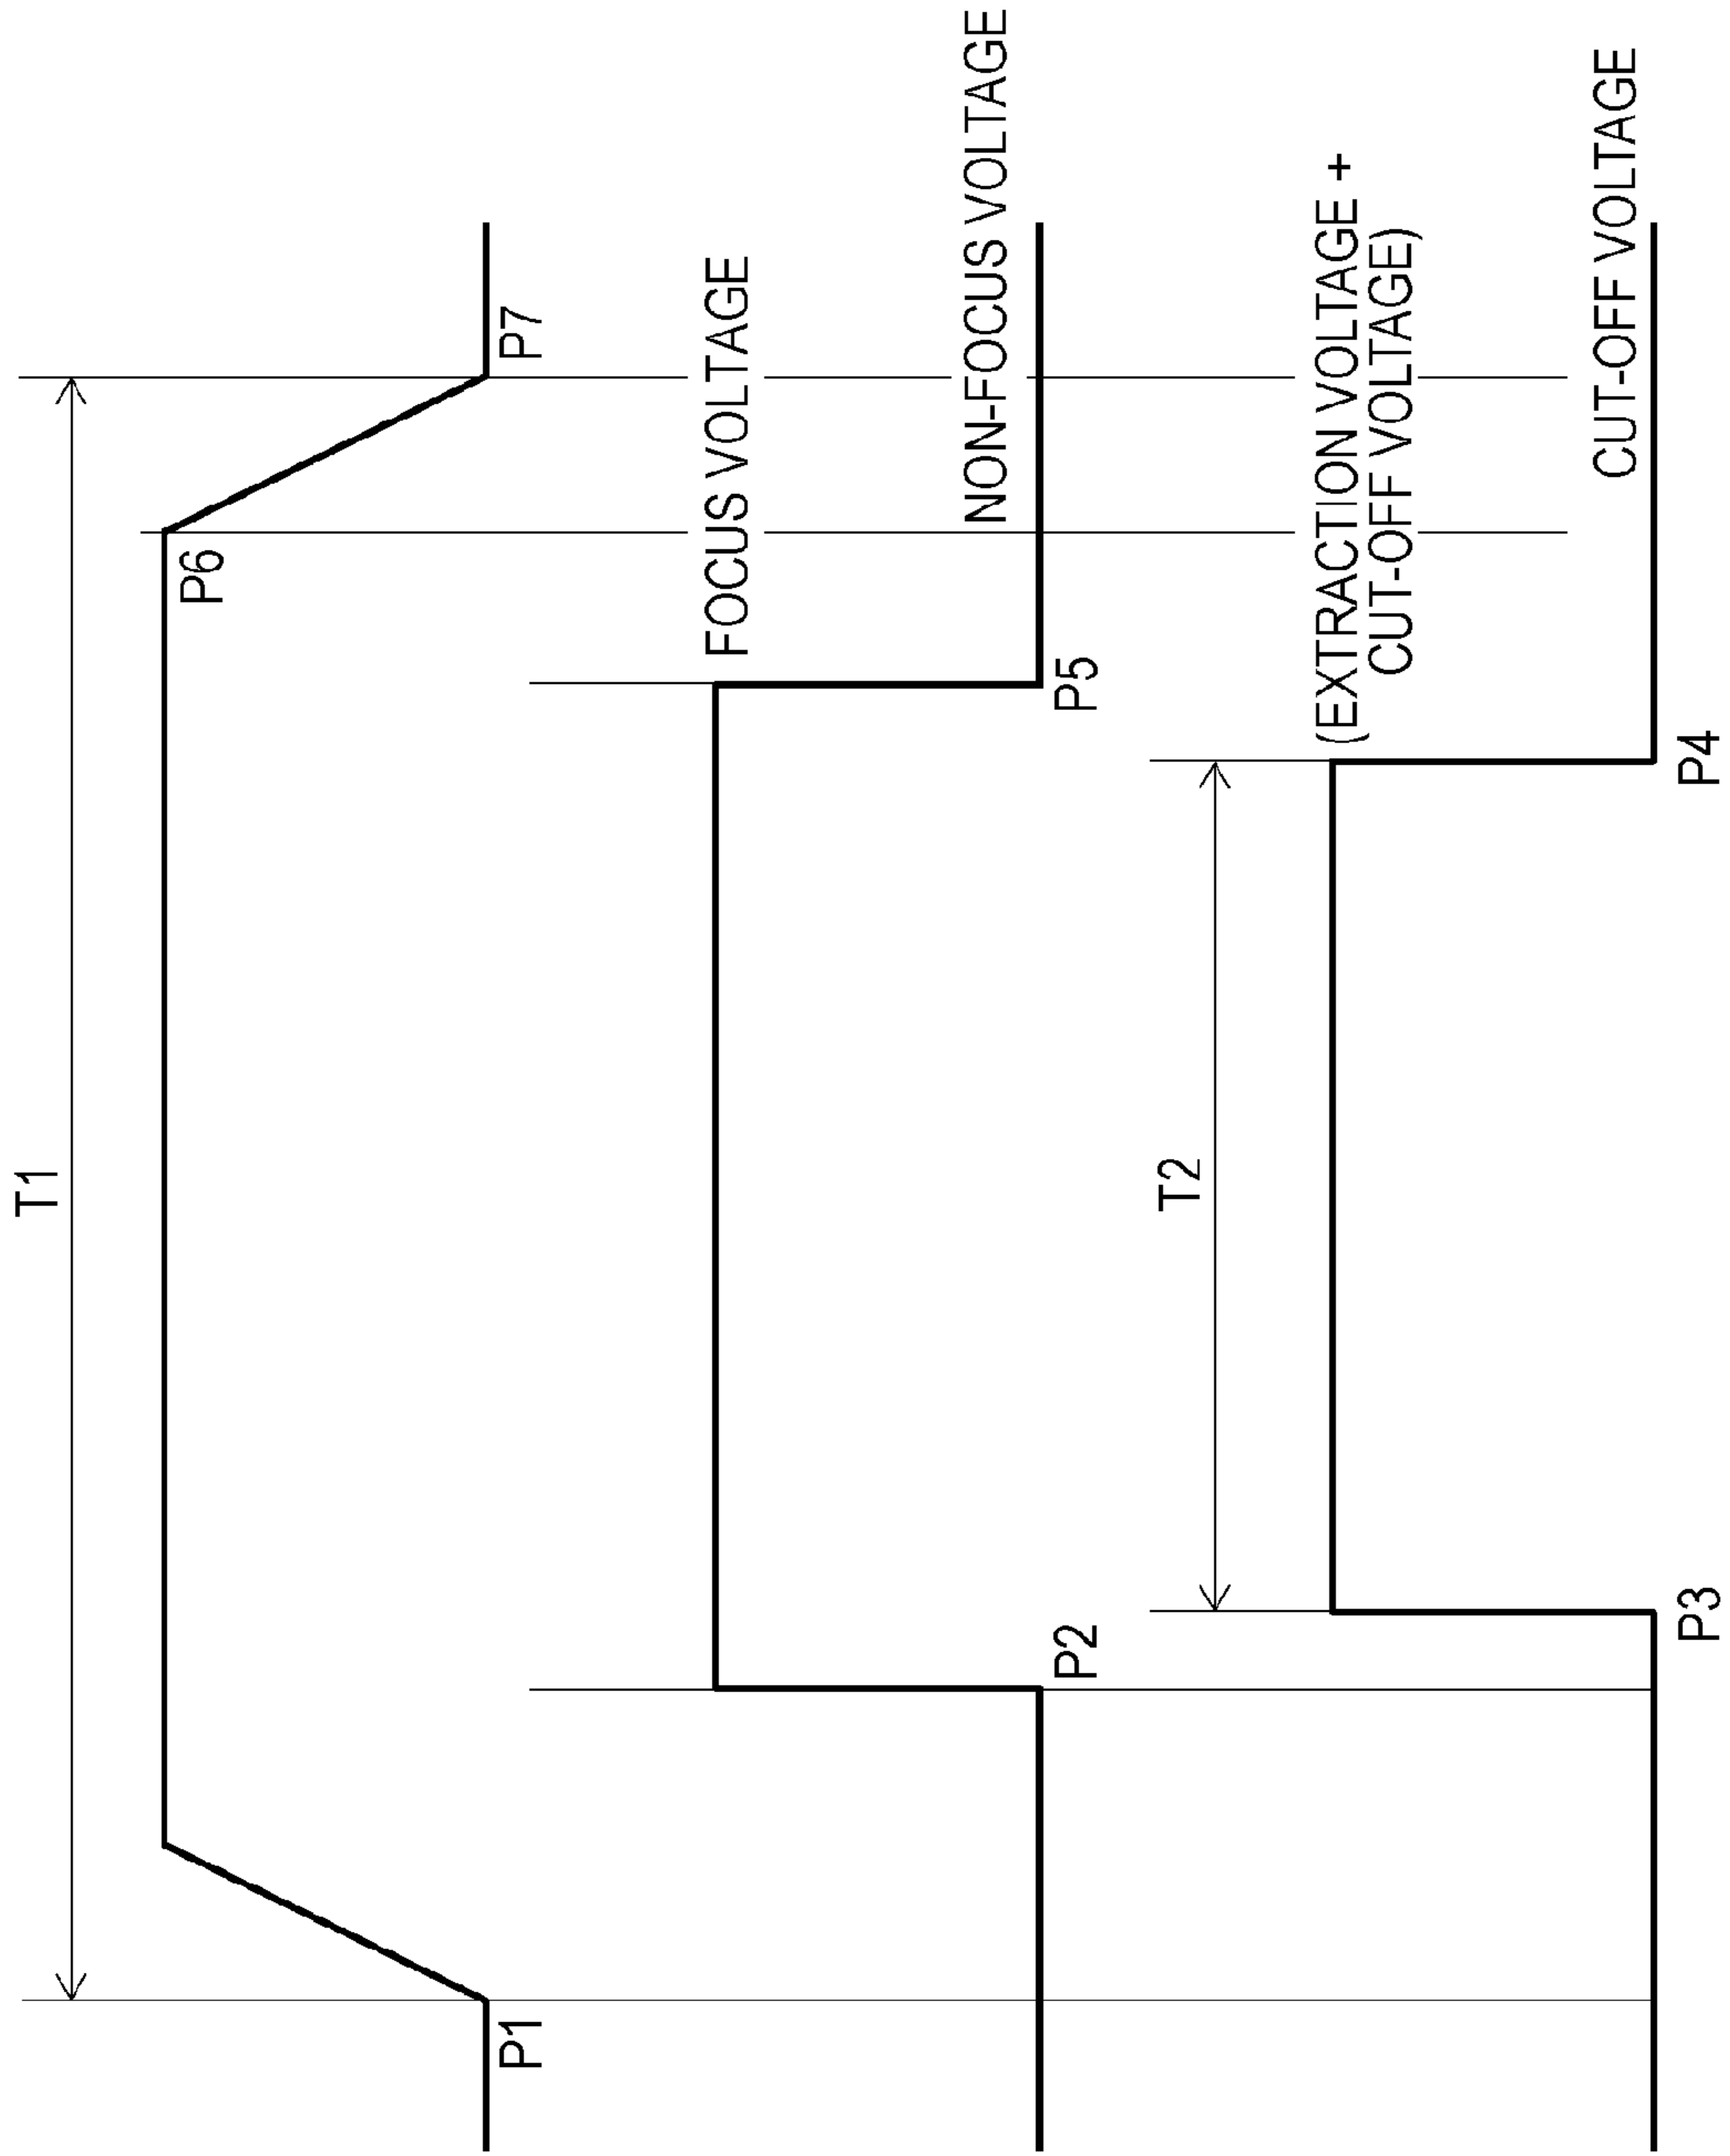 T1
P1
P6
P7
FOCUS VOLTAGE
NON-FOCUS VOLTAGE
P2
P5
T2
(EXTRACTION VOLTAGE +
CUT-OFF VOLTAGE)
CUT-OFF VOLTAGE
P3
P4